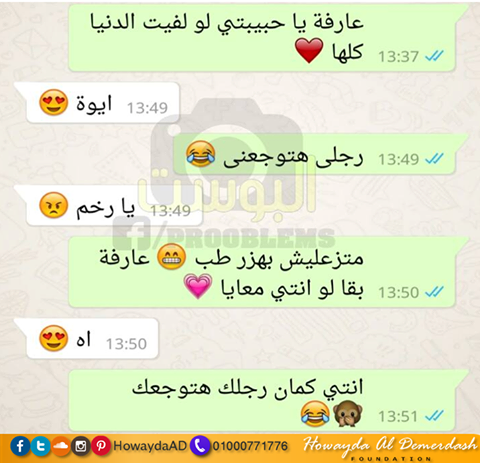 عارفة يا حبيبتي لو لفيت الدنيا
كلها ❤
13:37
ايوة 😍
13:49
رجلى هتوجعنى 😂
13:49
البوست
يا رخم 😠
13:49
/PROOBLEMS
متزعليش بهزر طب 😁 عارفة
بقا لو انتي معايا 💗
13:50
اه 😍
13:50
انتي كمان رجلك هتوجعك
🙊😂
13:51
HowaydaAD 01000771776 Howayda Al Demerdash
FOUNDATION